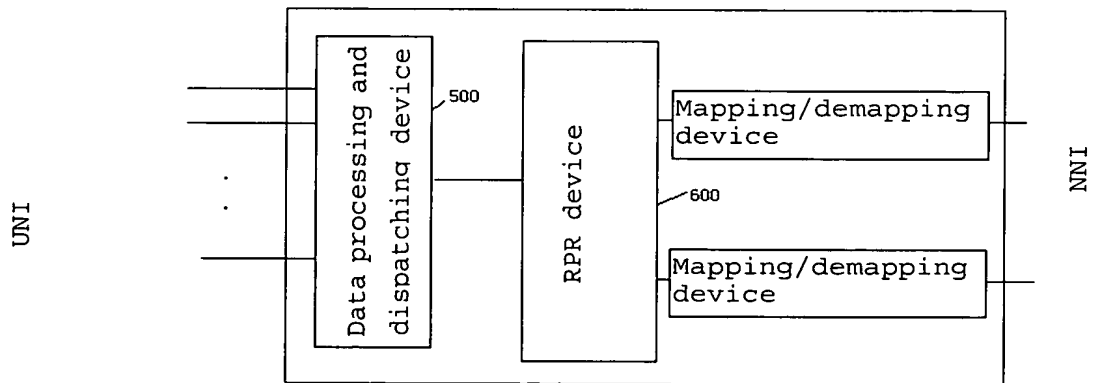 UNI
Data processing and
dispatching device
500
RPR device
600
Mapping/demapping
device
Mapping/demapping
device
NNI